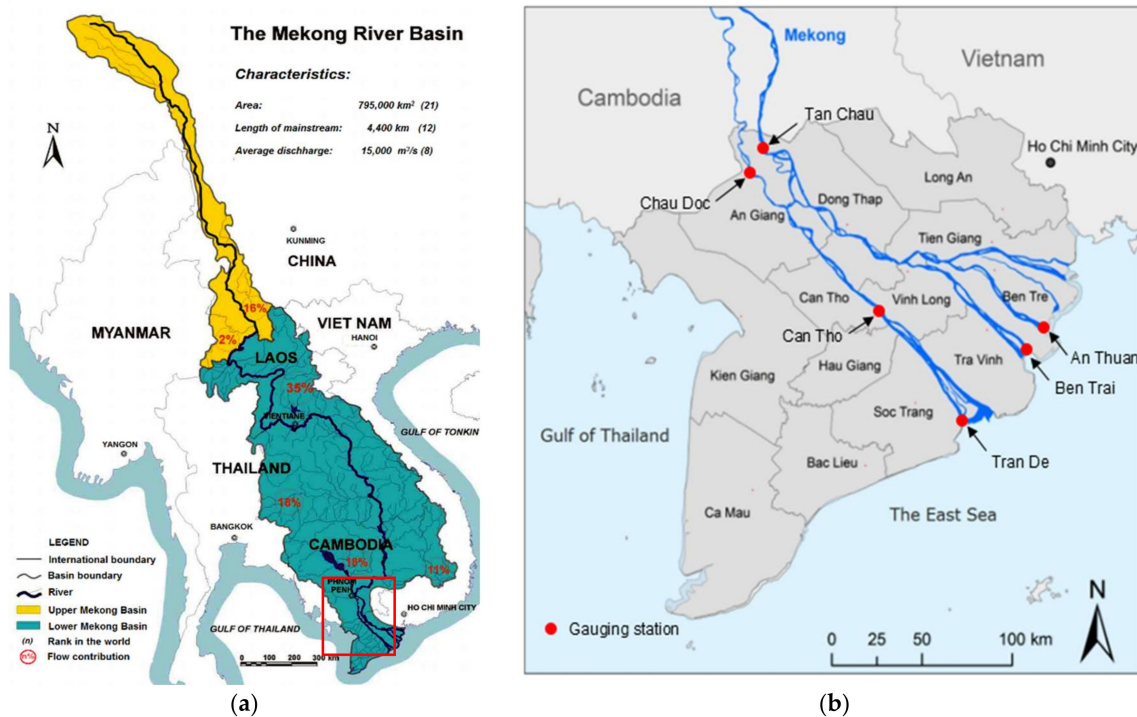 The Mekong River Basin
Characteristics:
Area: 795,000 km² (21)
Length of mainstream: 4,400 km (12)
Average dischharge: 15,000 m³/s (8)
N
KUNMING
CHINA
MYANMAR
16%
2%
VIET NAM
HANOI
LAOS
35%
VIENTIANE
GULF OF TONKIN
YANGON
THAILAND
18%
BANGKOK
CAMBODIA
18%
11%
PHNOM
PENH
HO CHI MINH CITY
GULF OF THAILAND
0 100 200 300 km
LEGEND
International boundary
Basin boundary
River
Upper Mekong Basin
Lower Mekong Basin
(n) Rank in the world
n% Flow contribution
(a)
Mekong
Vietnam
Cambodia
Tan Chau
Ho Chi Minh City
Long An
Chau Doc
Dong Thap
An Giang
Tien Giang
Can Tho
Vinh Long
Ben Tre
Can Tho
An Thuan
Tra Vinh
Hau Giang
Kien Giang
Ben Trai
Soc Trang
Gulf of Thailand
Bac Lieu
Tran De
Ca Mau
The East Sea
N
Gauging station
0 25 50 100 km
(b)